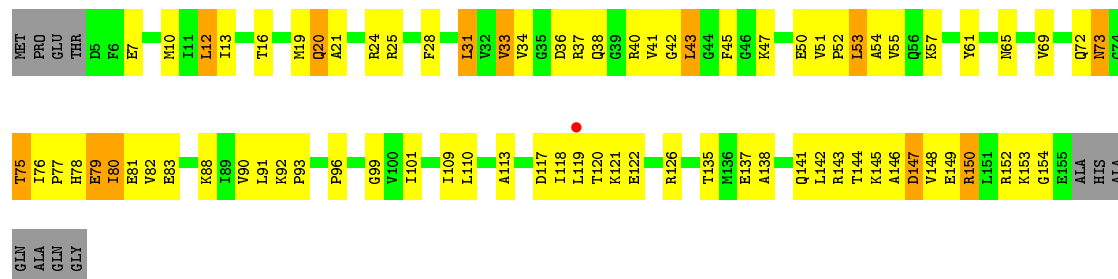 MET PRO GLU THR D5 F6 E7 M10 I11 L12 I13 T16 M19 Q20 A21 R24 R25 F28 L31 V32 V33 V34 G35 D36 R37 Q38 G39 R40 V41 G42 L43 G44 F45 G46 K47 E50 V51 P52 L53 A54 V55 Q56 K57 Y61 N65 V69 Q72 N73 G74
T75 I76 P77 H78 E79 I80 E81 V82 E83 K88 I89 V90 L91 K92 P93 P96 G99 V100 I101 I109 L110 A113 D117 I118 L119 T120 K121 E122 R126 T135 M136 E137 A138 Q141 L142 R143 T144 K145 A146 D147 V148 E149 R150 L151 R152 K153 G154 E155 ALA HIS ALA
GLN ALA GLN GLY